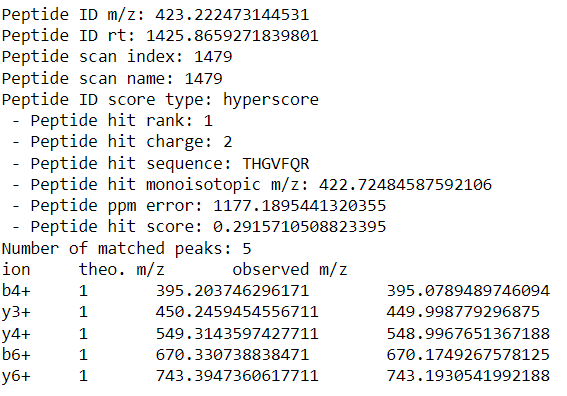 Peptide ID m/z: 423.222473144531
Peptide ID rt: 1425.8659271839801
Peptide scan index: 1479
Peptide scan name: 1479
Peptide ID score type: hyperscore
- Peptide hit rank: 1
- Peptide hit charge: 2
- Peptide hit sequence: THGVFQR
- Peptide hit monoisotopic m/z: 422.72484587592106
- Peptide ppm error: 1177.1895441320355
- Peptide hit score: 0.2915710508823395
Number of matched peaks: 5
ion theo. m/z observed m/z
b4+ 1 395.203746296171 395.0789489746094
y3+ 1 450.2459454556711 449.998779296875
y4+ 1 549.3143597427711 548.9967651367188
b6+ 1 670.330738838471 670.1749267578125
y6+ 1 743.3947360617711 743.1930541992188